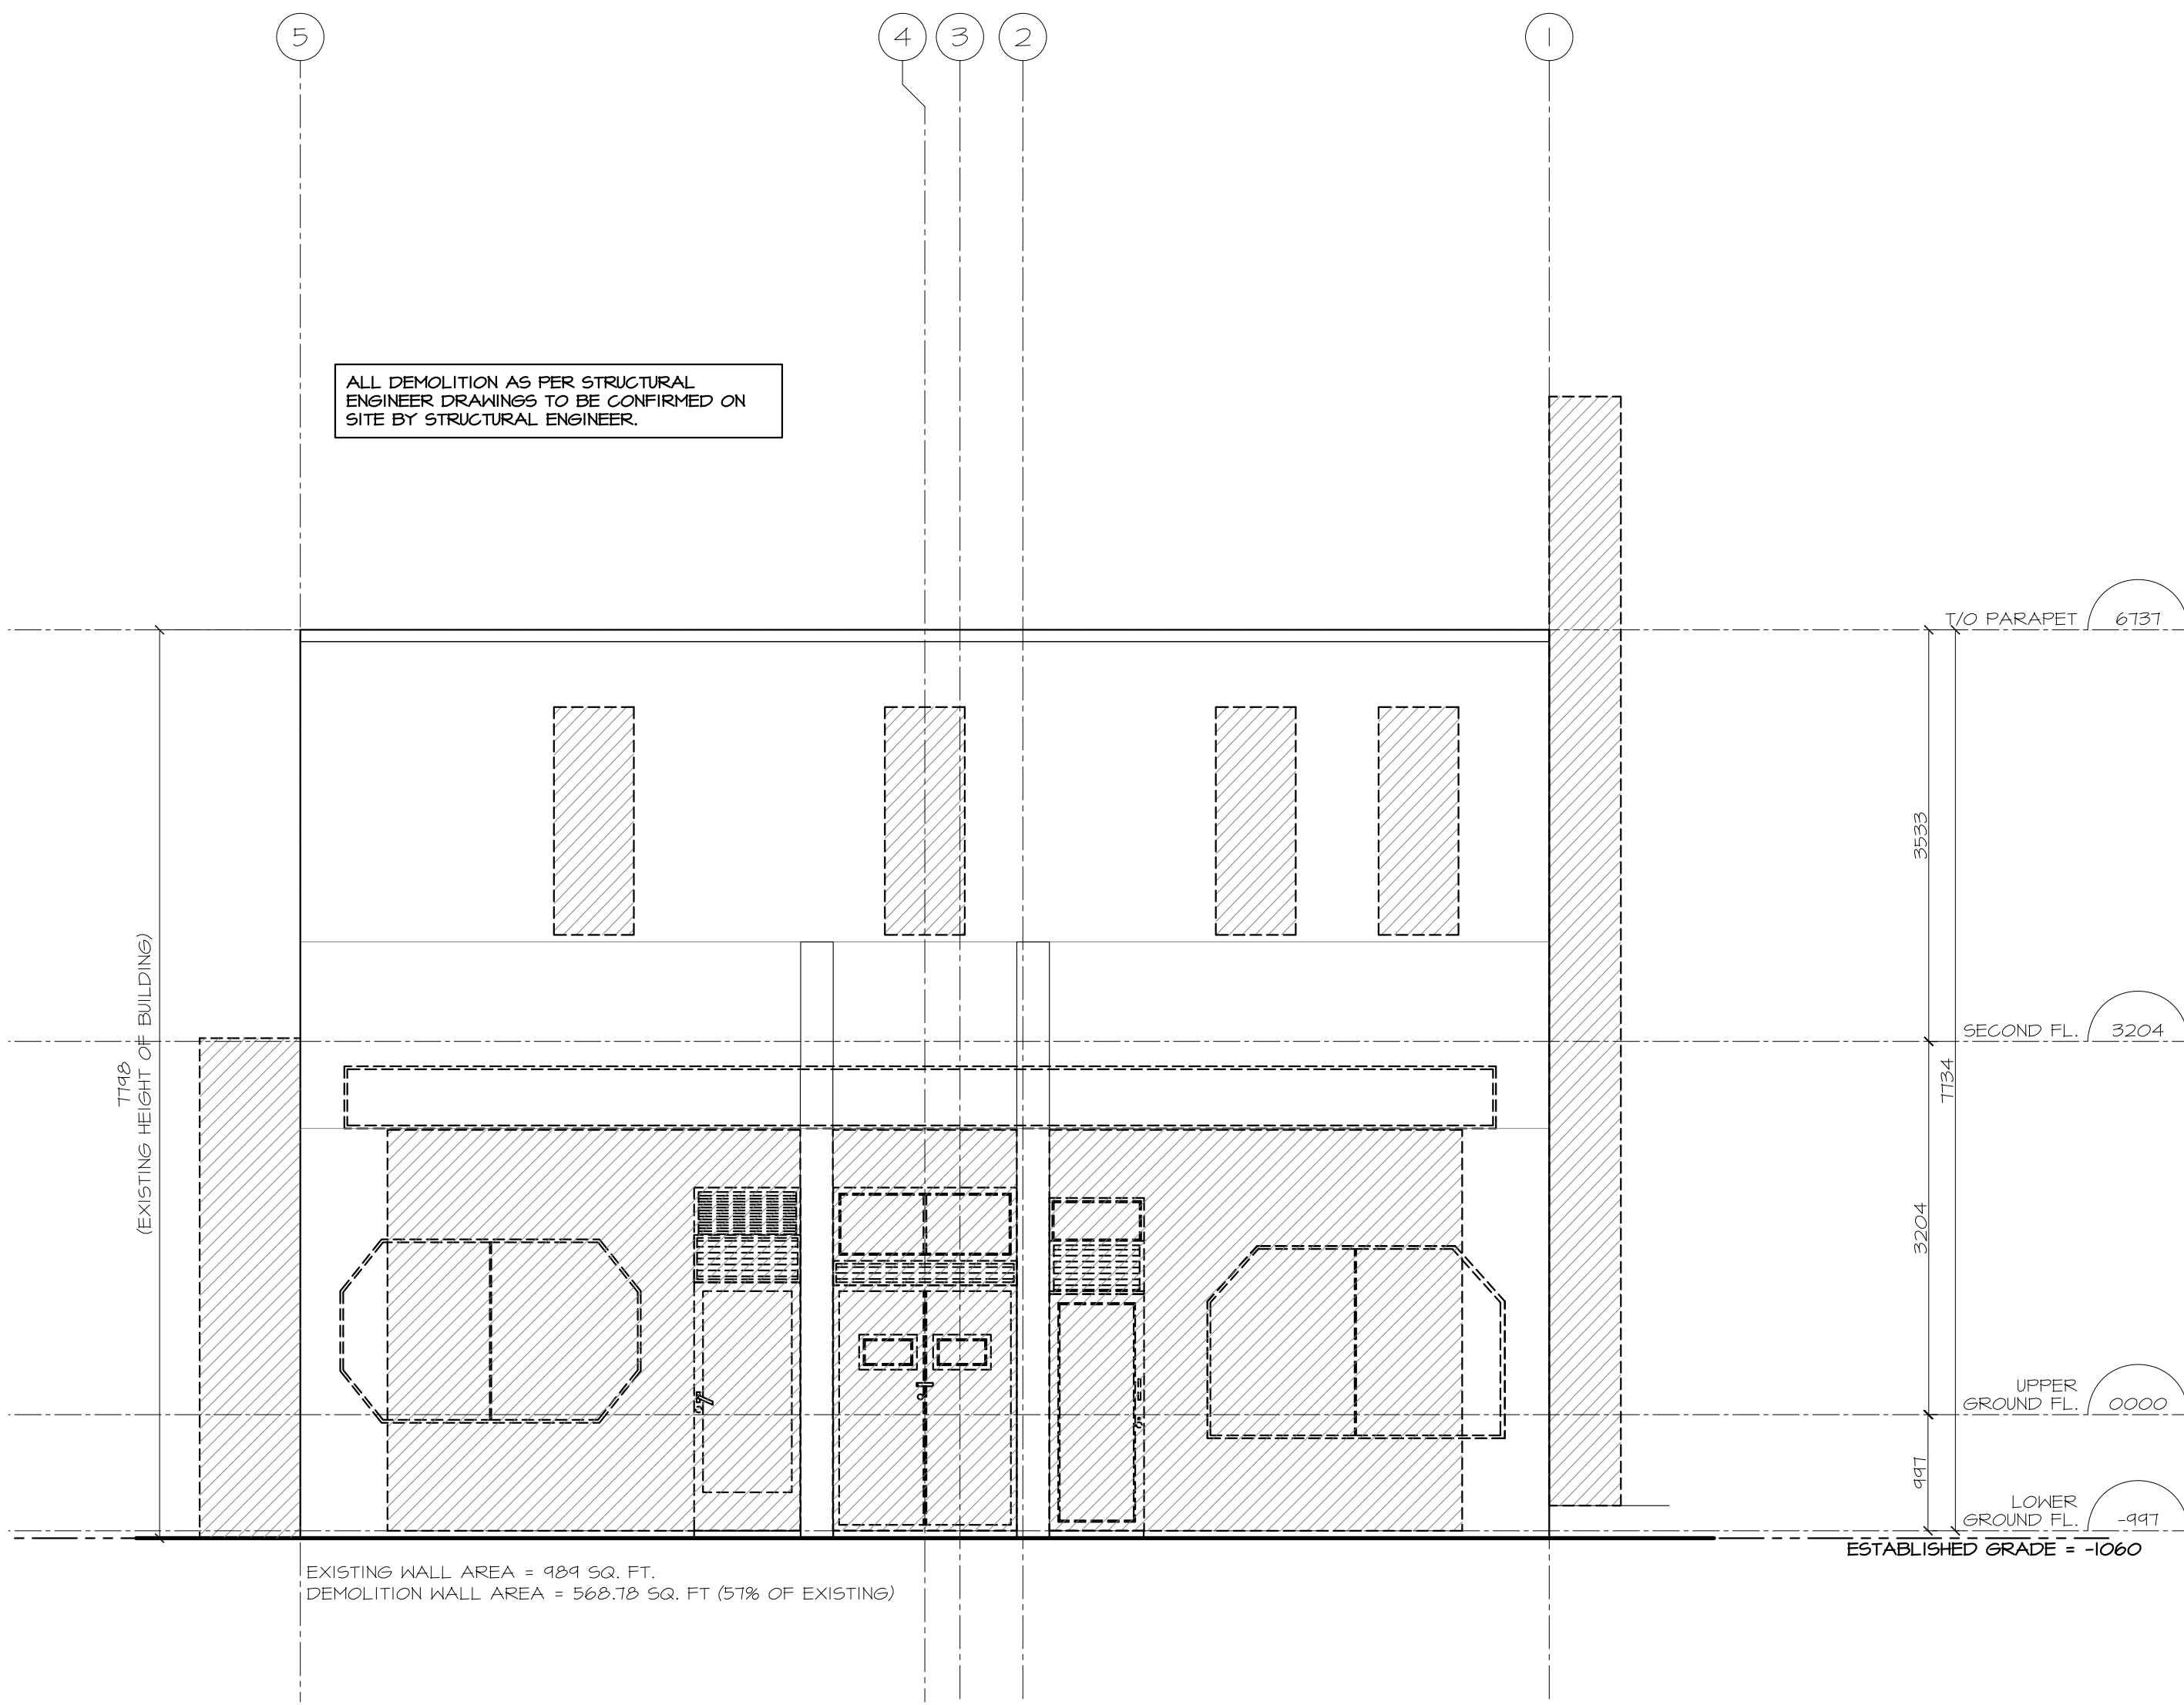 5
4
3
2
1
ALL DEMOLITION AS PER STRUCTURAL
ENGINEER DRAWINGS TO BE CONFIRMED ON
SITE BY STRUCTURAL ENGINEER.
T/O PARAPET 6737
3533
SECOND FL. 3204
7798
(EXISTING HEIGHT OF BUILDING)
7734
3204
UPPER
GROUND FL. 0000
997
LOWER
GROUND FL. -997
ESTABLISHED GRADE = -1060
EXISTING WALL AREA = 989 SQ. FT.
DEMOLITION WALL AREA = 568.78 SQ. FT (57% OF EXISTING)